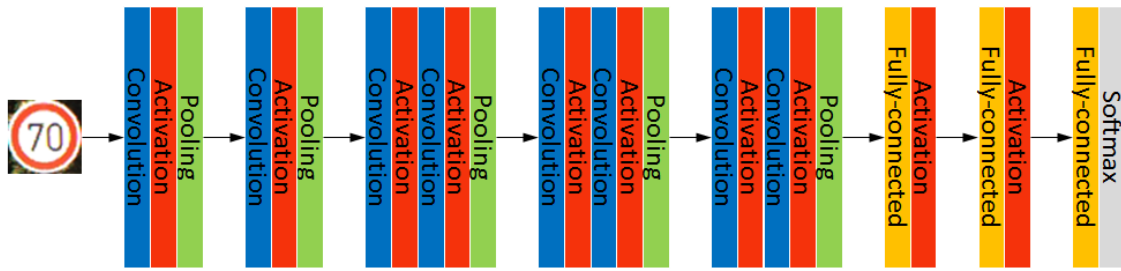 70
Convolution
Activation
Pooling
Convolution
Activation
Pooling
Convolution
Activation
Convolution
Activation
Pooling
Convolution
Activation
Convolution
Activation
Pooling
Convolution
Activation
Convolution
Activation
Pooling
Fully-connected
Activation
Fully-connected
Activation
Fully-connected
Softmax